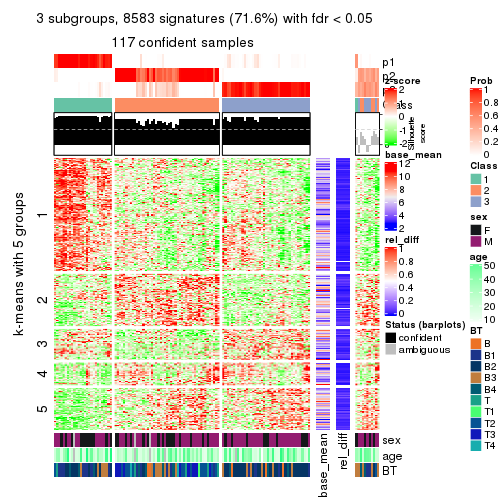 3 subgroups, 8583 signatures (71.6%) with fdr < 0.05
117 confident samples
p1
p2
z-score
2
1
0
-1
-2
Class
Silhouette
score
base_mean
12
10
8
6
4
2
rel_diff
1
0.8
0.6
0.4
0.2
0
Status (barplots)
confident
ambiguous
Prob
1
0.8
0.6
0.4
0.2
0
Class
1
2
3
sex
F
M
age
50
40
30
20
10
BT
B
B1
B2
B3
B4
T
T1
T2
T3
T4
k-means with 5 groups
1
2
3
4
5
base_mean
rel_diff
sex
age
BT